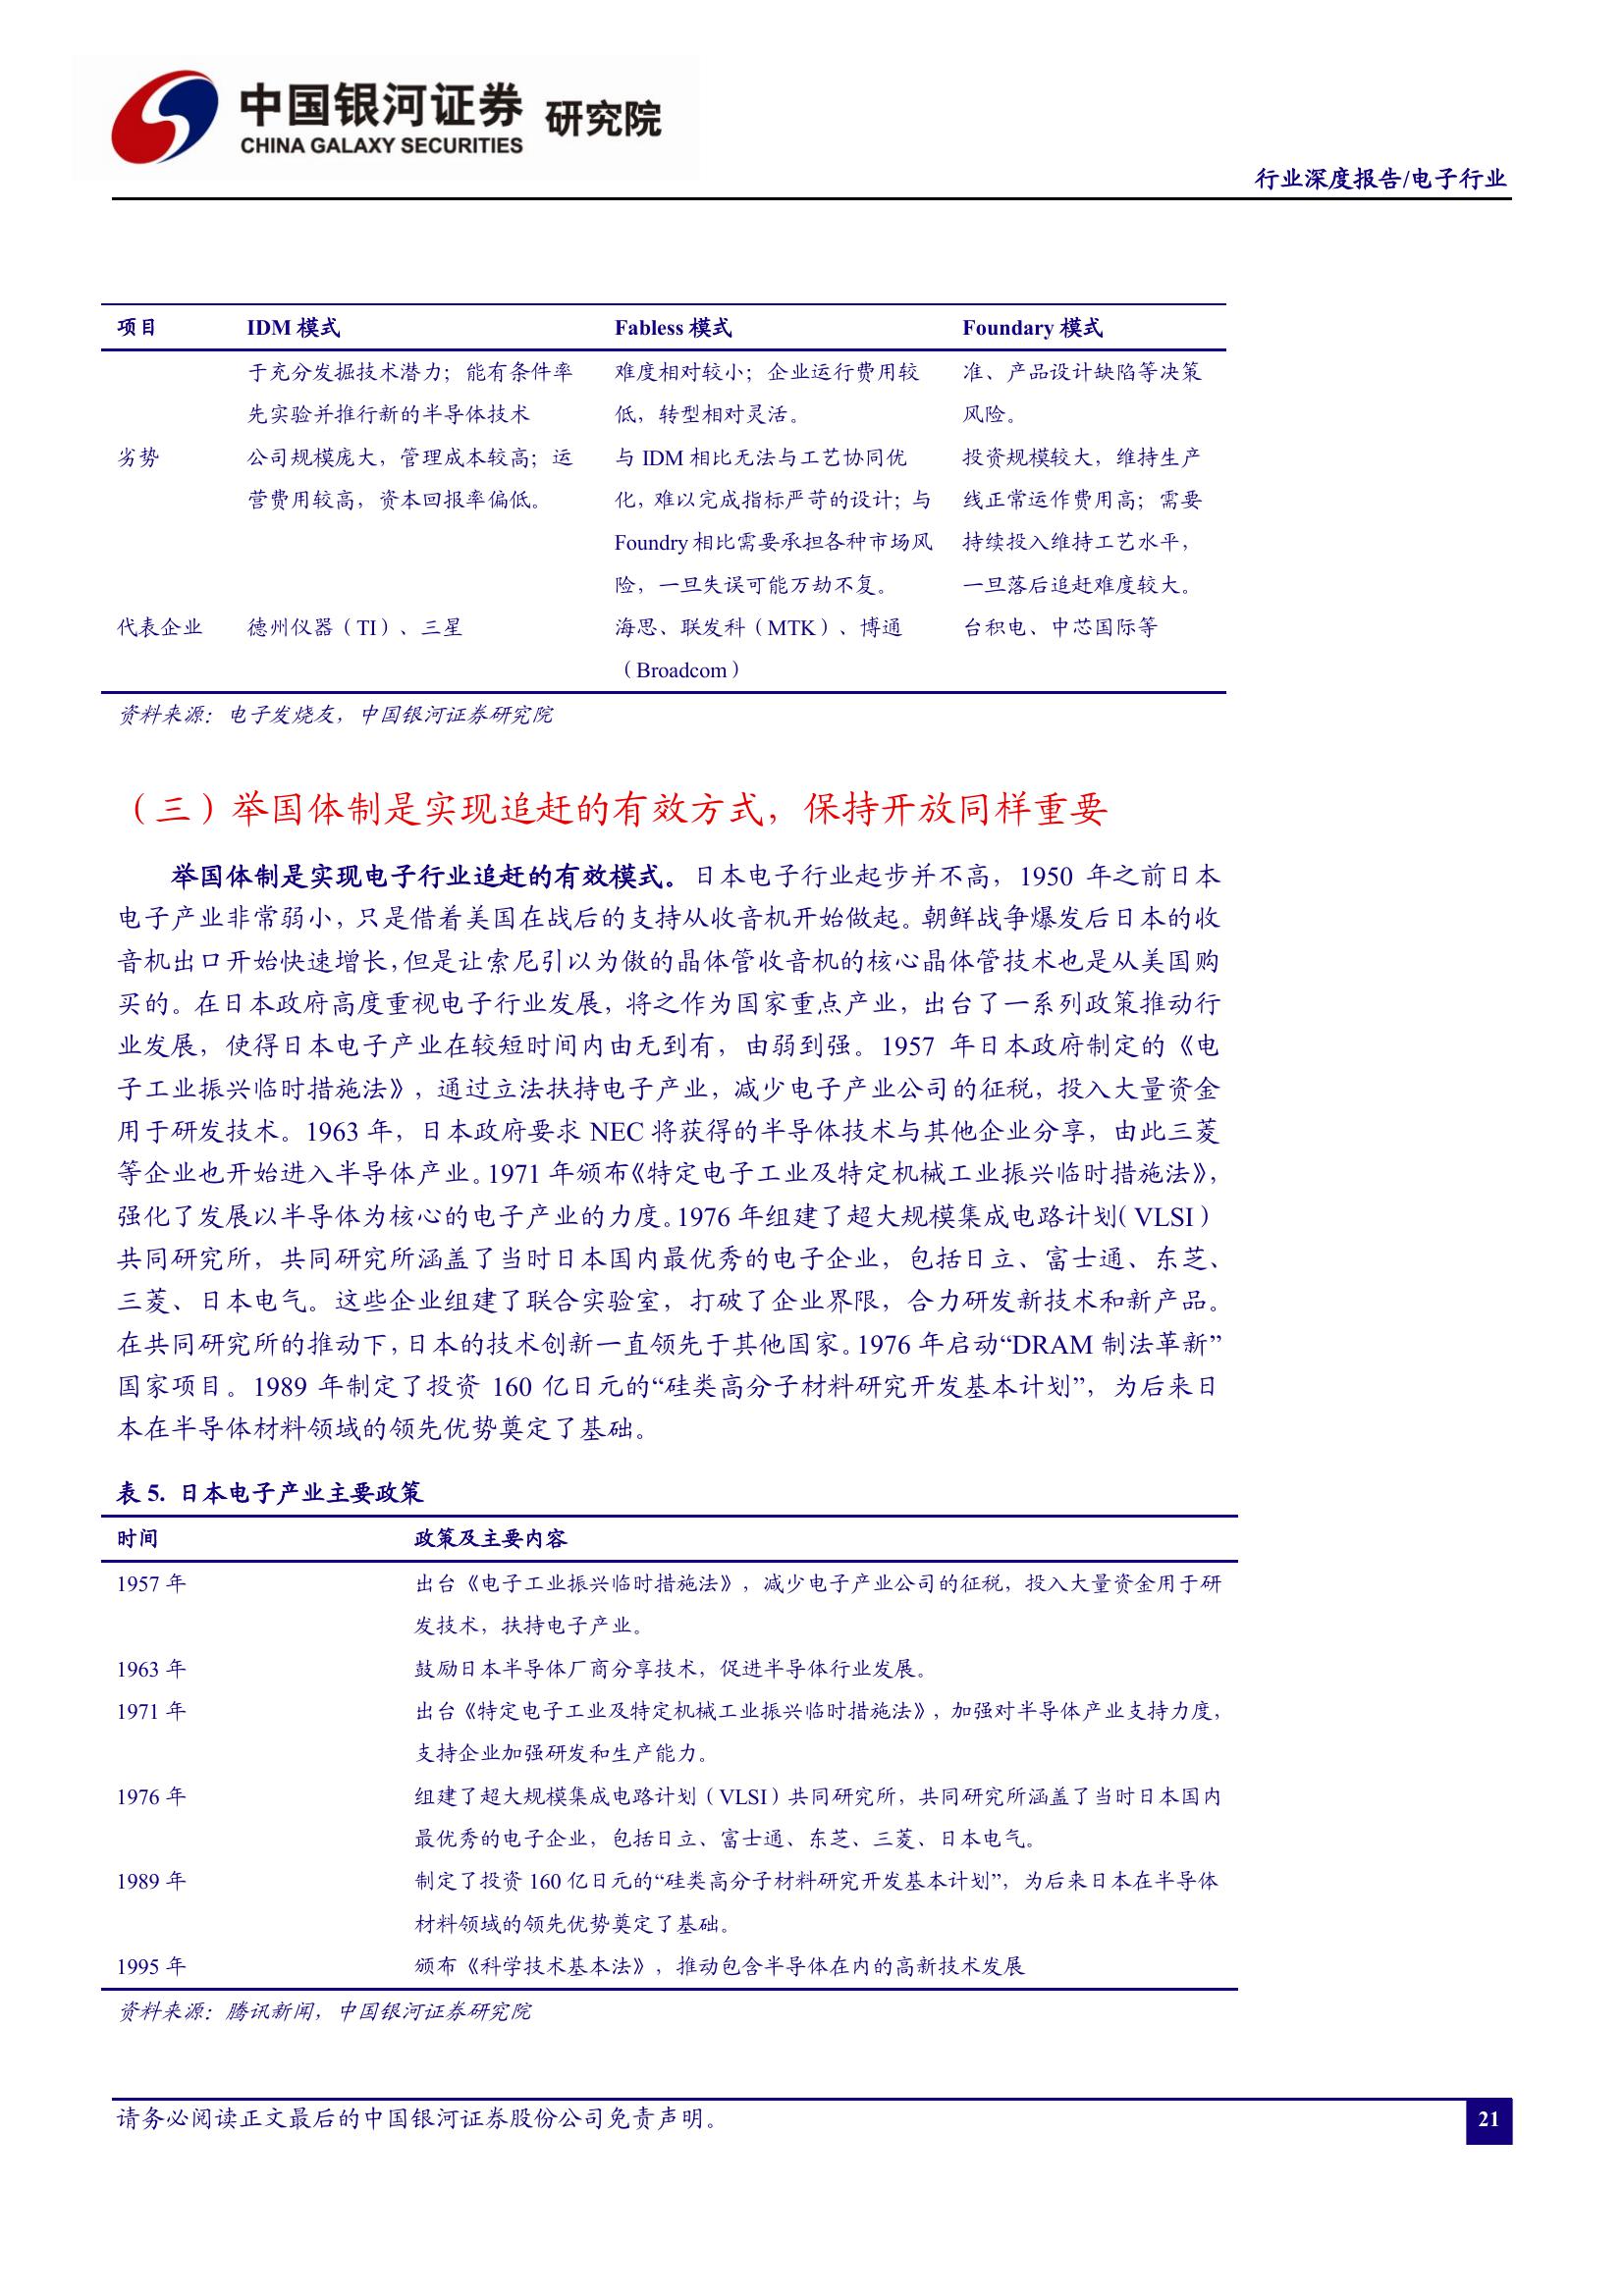 中国银河证券 研究院
CHINA GALAXY SECURITIES
行业深度报告/电子行业
项目 IDM 模式 Fabless 模式 Foundary 模式
于充分发掘技术潜力；能有条件率 难度相对较小；企业运行费用较 准、产品设计缺陷等决策
先实验并推行新的半导体技术 低，转型相对灵活。 风险。
劣势 公司规模庞大，管理成本较高；运 与 IDM 相比无法与工艺协同优 投资规模较大，维持生产
营费用较高，资本回报率偏低。 化，难以完成指标严苛的设计；与 线正常运作费用高；需要
Foundry 相比需要承担各种市场风 持续投入维持工艺水平，
险，一旦失误可能万劫不复。 一旦落后追赶难度较大。
代表企业 德州仪器（TI）、三星 海思、联发科（MTK）、博通 台积电、中芯国际等
（Broadcom）
资料来源：电子发烧友，中国银河证券研究院
（三）举国体制是实现追赶的有效方式，保持开放同样重要
举国体制是实现电子行业追赶的有效模式。日本电子行业起步并不高，1950 年之前日本
电子产业非常弱小，只是借着美国在战后的支持从收音机开始做起。朝鲜战争爆发后日本的收
音机出口开始快速增长，但是让索尼引以为傲的晶体管收音机的核心晶体管技术也是从美国购
买的。在日本政府高度重视电子行业发展，将之作为国家重点产业，出台了一系列政策推动行
业发展，使得日本电子产业在较短时间内由无到有，由弱到强。1957 年日本政府制定的《电
子工业振兴临时措施法》，通过立法扶持电子产业，减少电子产业公司的征税，投入大量资金
用于研发技术。1963 年，日本政府要求 NEC 将获得的半导体技术与其他企业分享，由此三菱
等企业也开始进入半导体产业。1971 年颁布《特定电子工业及特定机械工业振兴临时措施法》，
强化了发展以半导体为核心的电子产业的力度。1976 年组建了超大规模集成电路计划（VLSI）
共同研究所，共同研究所涵盖了当时日本国内最优秀的电子企业，包括日立、富士通、东芝、
三菱、日本电气。这些企业组建了联合实验室，打破了企业界限，合力研发新技术和新产品。
在共同研究所的推动下，日本的技术创新一直领先于其他国家。1976 年启动“DRAM 制法革新”
国家项目。1989 年制定了投资 160 亿日元的“硅类高分子材料研究开发基本计划”，为后来日
本在半导体材料领域的领先优势奠定了基础。
表 5. 日本电子产业主要政策
时间 政策及主要内容
1957 年 出台《电子工业振兴临时措施法》，减少电子产业公司的征税，投入大量资金用于研
发技术，扶持电子产业。
1963 年 鼓励日本半导体厂商分享技术，促进半导体行业发展。
1971 年 出台《特定电子工业及特定机械工业振兴临时措施法》，加强对半导体产业支持力度，
支持企业加强研发和生产能力。
1976 年 组建了超大规模集成电路计划（VLSI）共同研究所，共同研究所涵盖了当时日本国内
最优秀的电子企业，包括日立、富士通、东芝、三菱、日本电气。
1989 年 制定了投资 160 亿日元的“硅类高分子材料研究开发基本计划”，为后来日本在半导体
材料领域的领先优势奠定了基础。
1995 年 颁布《科学技术基本法》，推动包含半导体在内的高新技术发展
资料来源：腾讯新闻，中国银河证券研究院
请务必阅读正文最后的中国银河证券股份公司免责声明。
21